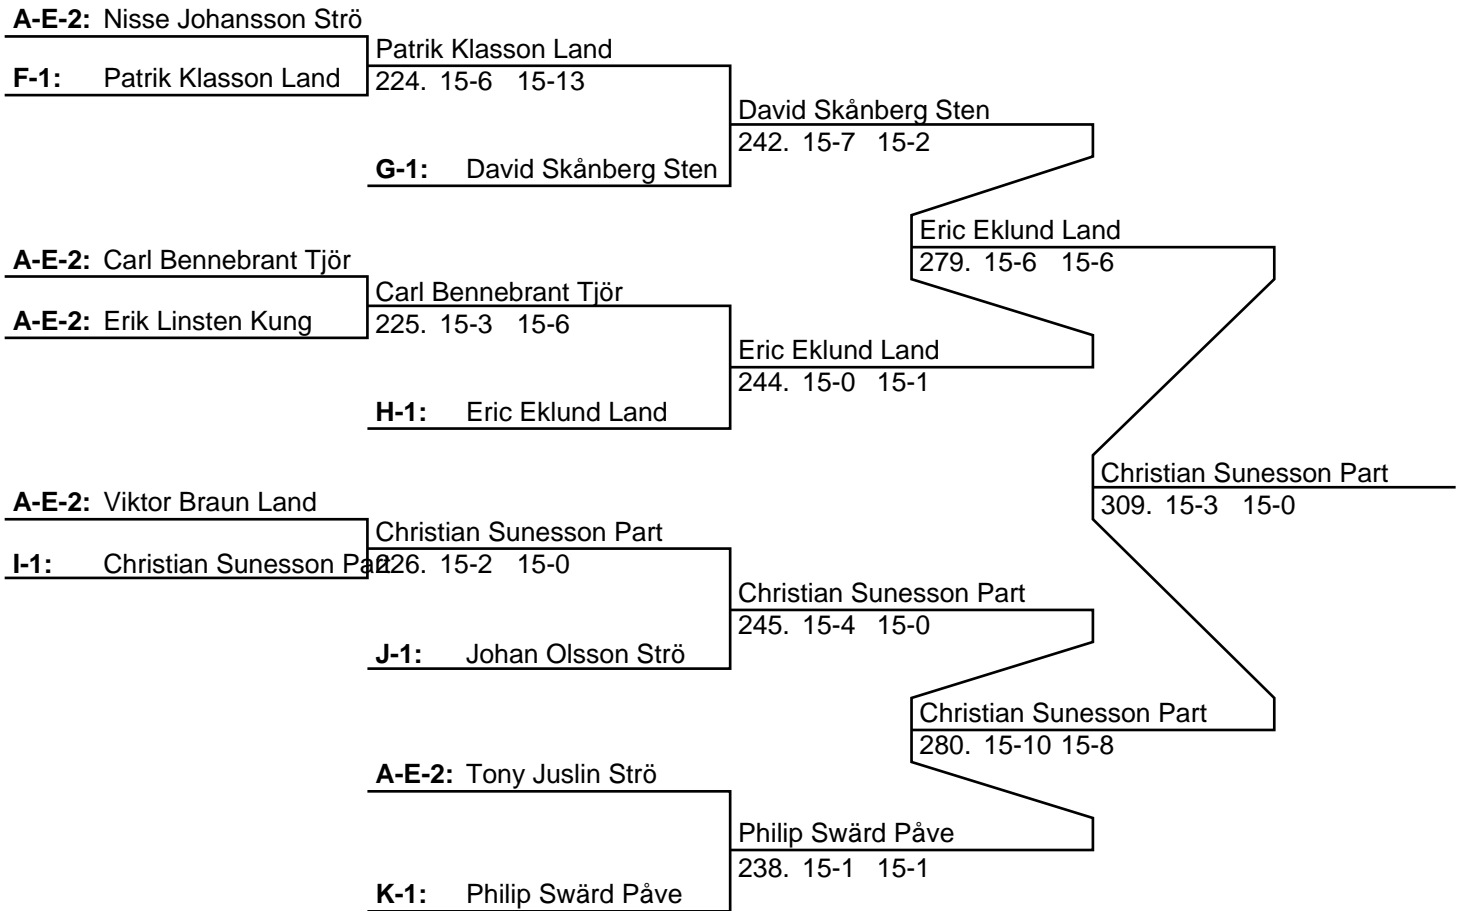 A-E-2: Nisse Johansson Strö
Patrik Klasson Land
F-1: Patrik Klasson Land
224. 15-6 15-13
David Skånberg Sten
242. 15-7 15-2
G-1: David Skånberg Sten
Eric Eklund Land
279. 15-6 15-6
A-E-2: Carl Bennebrant Tjör
Carl Bennebrant Tjör
A-E-2: Erik Linsten Kung
225. 15-3 15-6
Eric Eklund Land
244. 15-0 15-1
H-1: Eric Eklund Land
Christian Sunesson Part
309. 15-3 15-0
A-E-2: Viktor Braun Land
Christian Sunesson Part
I-1: Christian Sunesson Part
226. 15-2 15-0
Christian Sunesson Part
245. 15-4 15-0
J-1: Johan Olsson Strö
Christian Sunesson Part
280. 15-10 15-8
A-E-2: Tony Juslin Strö
Philip Swärd Påve
238. 15-1 15-1
K-1: Philip Swärd Påve